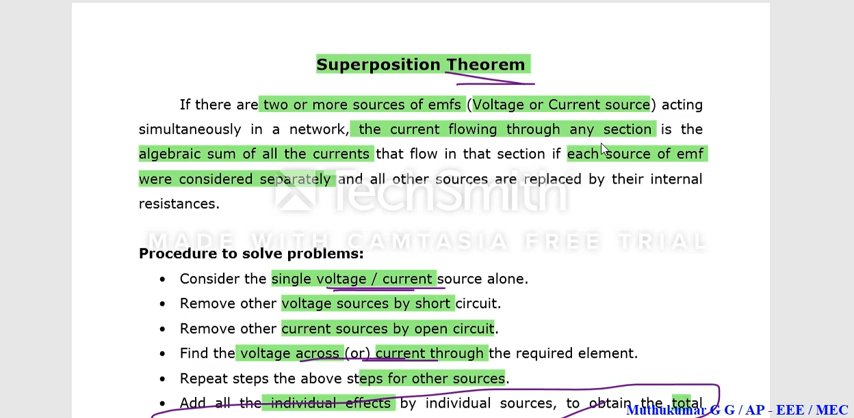 Superposition Theorem
If there are two or more sources of emfs (Voltage or Current source) acting
simultaneously in a network, the current flowing through any section is the
algebraic sum of all the currents that flow in that section if each source of emf
were considered separately and all other sources are replaced by their internal
resistances.
TechSmith
MADE WITH CAMTASIA FREE TRIAL
Procedure to solve problems:
• Consider the single voltage / current source alone.
• Remove other voltage sources by short circuit.
• Remove other current sources by open circuit.
• Find the voltage across (or) current through the required element.
• Repeat steps the above steps for other sources.
• Add all the individual effects by individual sources, to obtain the total
Muthukumar G G / AP - EEE / MEC